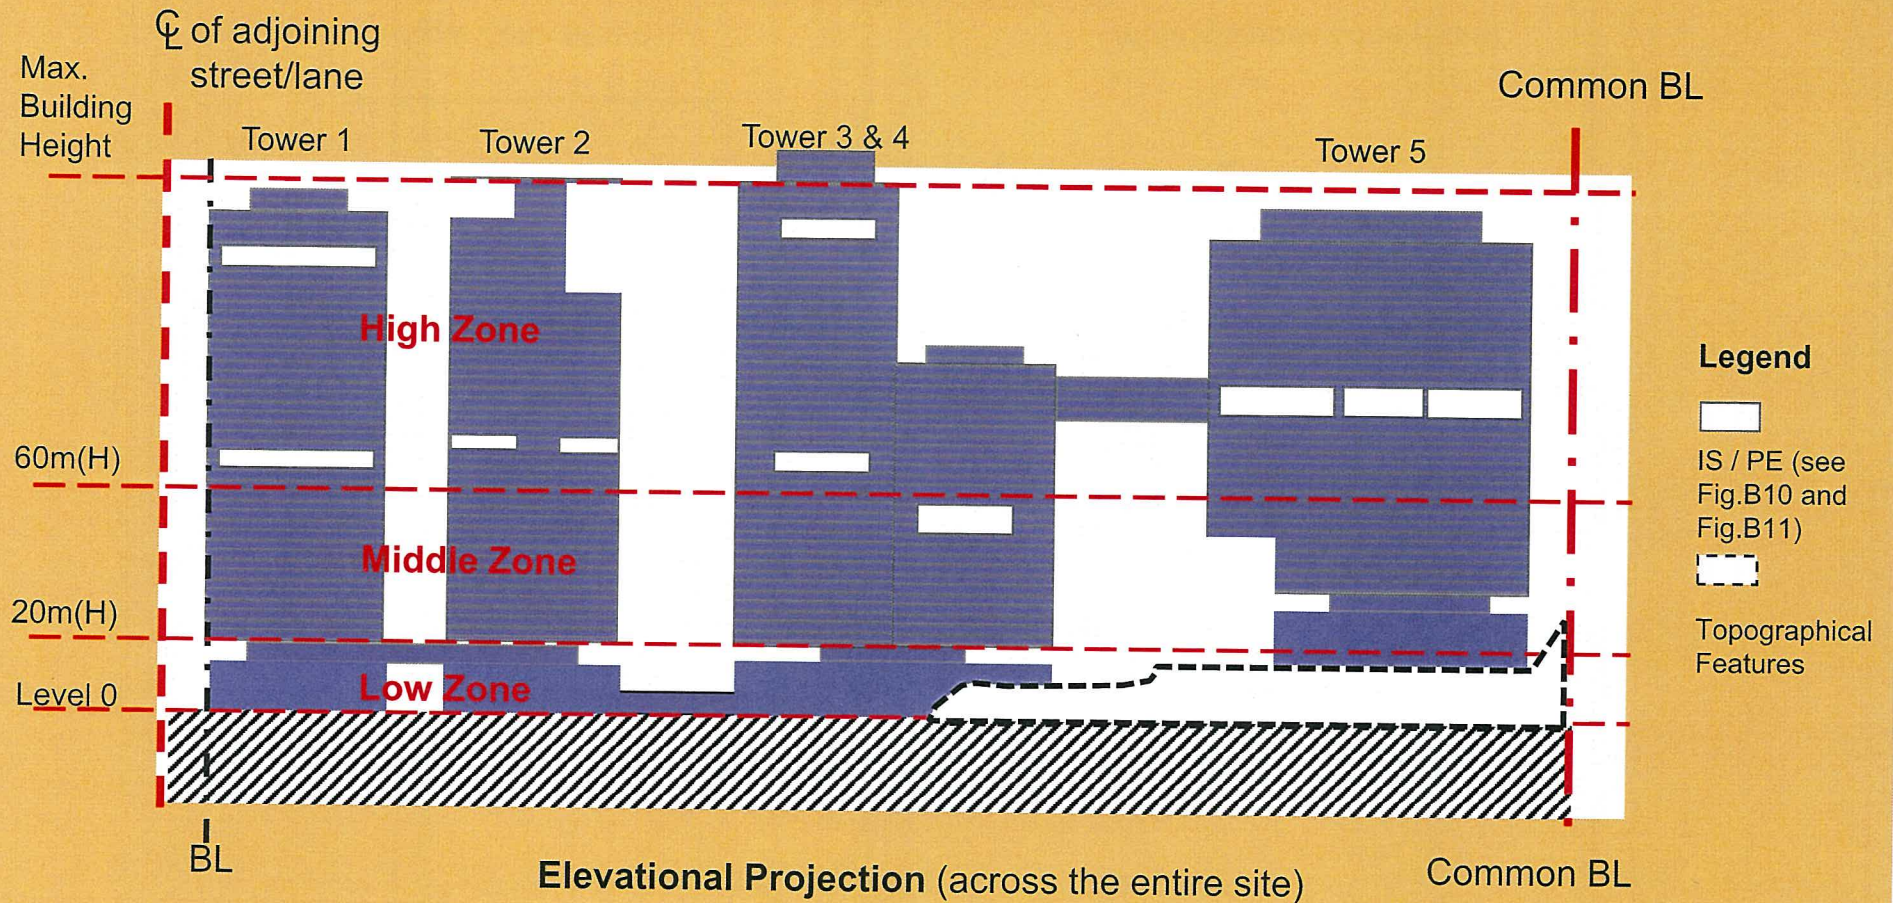 ℄ of adjoining
street/lane
Max.
Building
Height
Common BL
Tower 1
Tower 2
Tower 3 & 4
Tower 5
High Zone
60m(H)
Middle Zone
20m(H)
Low Zone
Level 0
Legend
IS / PE (see
Fig.B10 and
Fig.B11)
Topographical
Features
BL
Elevational Projection (across the entire site)
Common BL